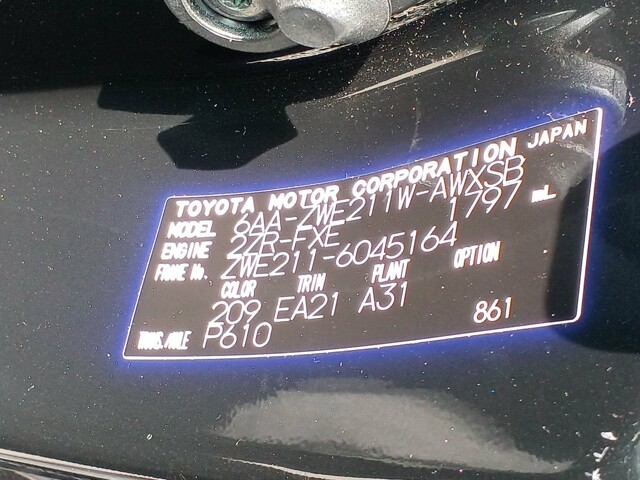 TOYOTA MOTOR CORPORATION JAPAN
MODEL 6AA-ZWE211W-AWXSB
ENGINE 2ZR-FXE 1797 mL
FRAME No. ZWE211-6045164
COLOR TRIM PLANT OPTION
209 EA21 A31
TRANS./AXLE P610 861